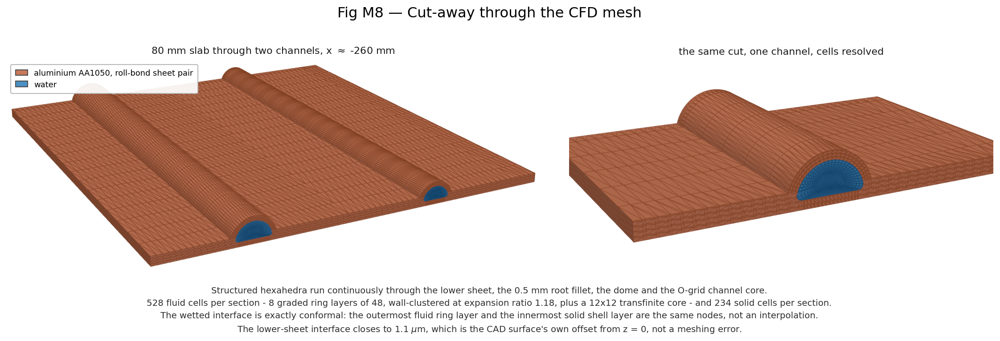 Fig M8 — Cut-away through the CFD mesh
80 mm slab through two channels, x ≈ -260 mm
the same cut, one channel, cells resolved
aluminium AA1050, roll-bond sheet pair
water
Structured hexahedra run continuously through the lower sheet, the 0.5 mm root fillet, the dome and the O-grid channel core.
528 fluid cells per section - 8 graded ring layers of 48, wall-clustered at expansion ratio 1.18, plus a 12x12 transfinite core - and 234 solid cells per section.
The wetted interface is exactly conformal: the outermost fluid ring layer and the innermost solid shell layer are the same nodes, not an interpolation.
The lower-sheet interface closes to 1.1 μm, which is the CAD surface's own offset from z = 0, not a meshing error.